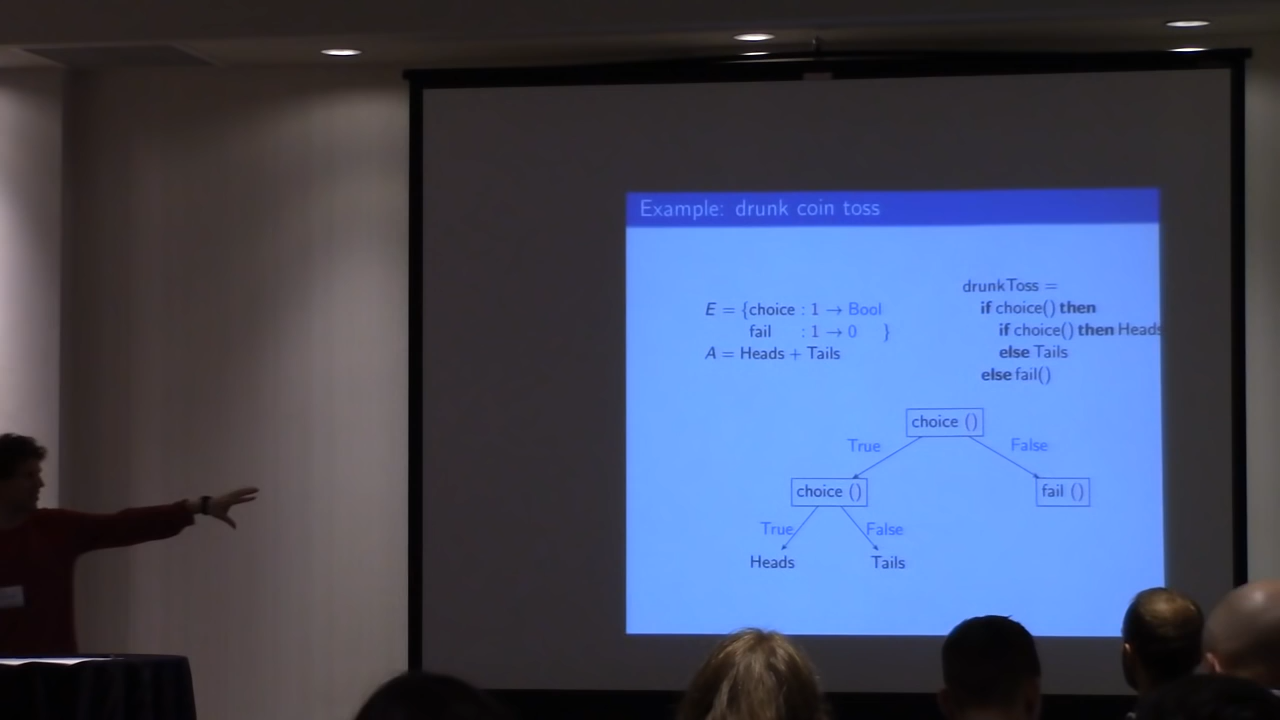 Example: drunk coin toss
E = {choice : 1 → Bool
fail : 1 → 0 }
A = Heads + Tails
drunkToss =
if choice() then
if choice() then Heads
else Tails
else fail()
choice ()
True False
choice () fail ()
True False
Heads Tails